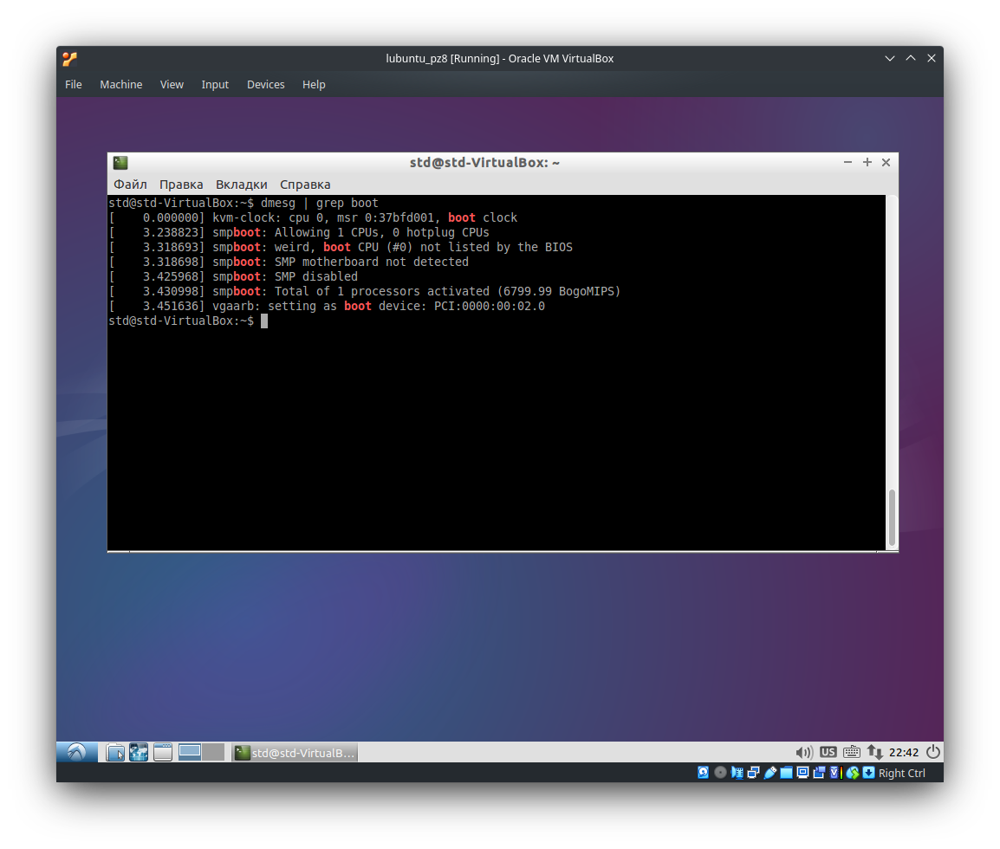 lubuntu_pz8 [Running] - Oracle VM VirtualBox
File Machine View Input Devices Help
std@std-VirtualBox: ~
Файл Правка Вкладки Справка
std@std-VirtualBox:~$ dmesg | grep boot
[    0.000000] kvm-clock: cpu 0, msr 0:37bfd001, boot clock
[    3.238823] smpboot: Allowing 1 CPUs, 0 hotplug CPUs
[    3.318693] smpboot: weird, boot CPU (#0) not listed by the BIOS
[    3.318698] smpboot: SMP motherboard not detected
[    3.425968] smpboot: SMP disabled
[    3.430998] smpboot: Total of 1 processors activated (6799.99 BogoMIPS)
[    3.451636] vgaarb: setting as boot device: PCI:0000:00:02.0
std@std-VirtualBox:~$
std@std-VirtualB... US 22:42
Right Ctrl